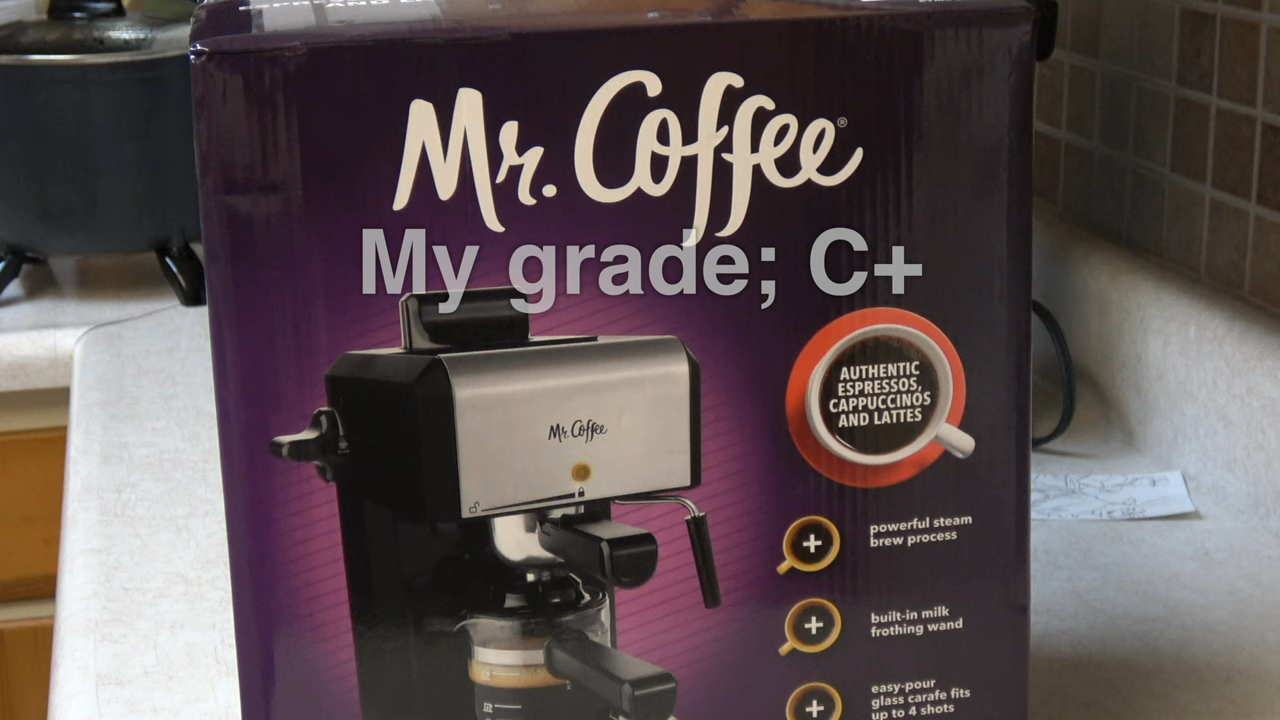 Mr. Coffee®
My grade; C+
AUTHENTIC
ESPRESSOS,
CAPPUCCINOS
AND LATTES
Mr. Coffee
powerful steam
brew process
built-in milk
frothing wand
easy-pour
glass carafe fits
up to 4 shots